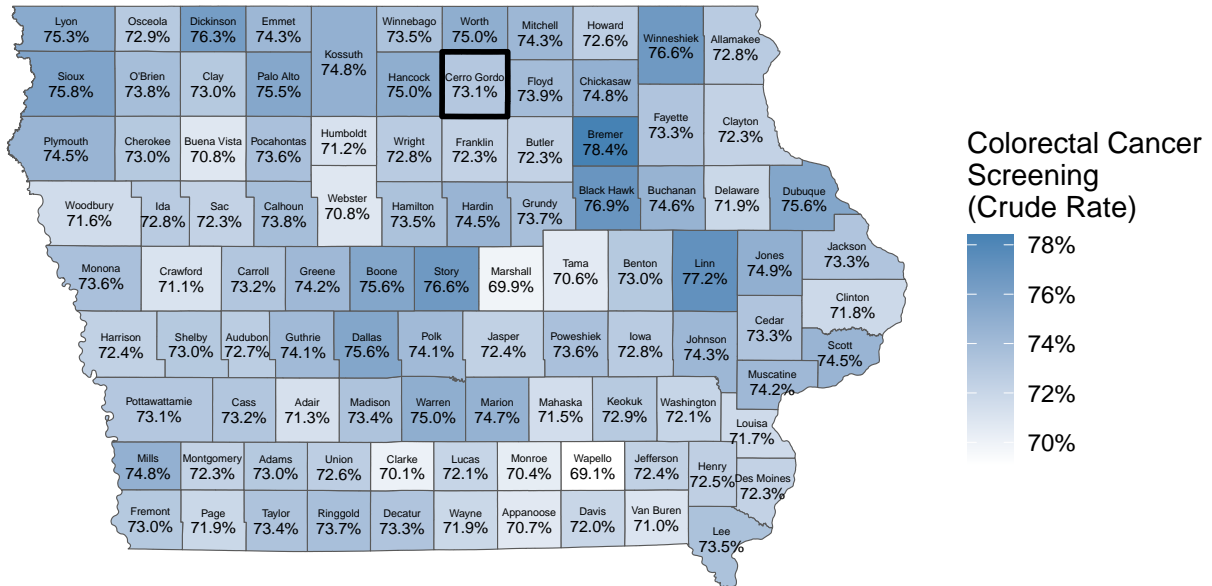 Lyon
75.3%
Osceola
72.9%
Dickinson
76.3%
Emmet
74.3%
Kossuth
74.8%
Winnebago
73.5%
Worth
75.0%
Mitchell
74.3%
Howard
72.6%
Winneshiek
76.6%
Allamakee
72.8%
Sioux
75.8%
O'Brien
73.8%
Clay
73.0%
Palo Alto
75.5%
Hancock
75.0%
Cerro Gordo
73.1%
Floyd
73.9%
Chickasaw
74.8%
Fayette
73.3%
Clayton
72.3%
Plymouth
74.5%
Cherokee
73.0%
Buena Vista
70.8%
Pocahontas
73.6%
Humboldt
71.2%
Wright
72.8%
Franklin
72.3%
Butler
72.3%
Bremer
78.4%
Woodbury
71.6%
Ida
72.8%
Sac
72.3%
Calhoun
73.8%
Webster
70.8%
Hamilton
73.5%
Hardin
74.5%
Grundy
73.7%
Black Hawk
76.9%
Buchanan
74.6%
Delaware
71.9%
Dubuque
75.6%
Monona
73.6%
Crawford
71.1%
Carroll
73.2%
Greene
74.2%
Boone
75.6%
Story
76.6%
Marshall
69.9%
Tama
70.6%
Benton
73.0%
Linn
77.2%
Jones
74.9%
Jackson
73.3%
Clinton
71.8%
Harrison
72.4%
Shelby
73.0%
Audubon
72.7%
Guthrie
74.1%
Dallas
75.6%
Polk
74.1%
Jasper
72.4%
Poweshiek
73.6%
Iowa
72.8%
Johnson
74.3%
Cedar
73.3%
Scott
74.5%
Muscatine
74.2%
Pottawattamie
73.1%
Cass
73.2%
Adair
71.3%
Madison
73.4%
Warren
75.0%
Marion
74.7%
Mahaska
71.5%
Keokuk
72.9%
Washington
72.1%
Louisa
71.7%
Mills
74.8%
Montgomery
72.3%
Adams
73.0%
Union
72.6%
Clarke
70.1%
Lucas
72.1%
Monroe
70.4%
Wapello
69.1%
Jefferson
72.4%
Henry
72.5%
Des Moines
72.3%
Fremont
73.0%
Page
71.9%
Taylor
73.4%
Ringgold
73.7%
Decatur
73.3%
Wayne
71.9%
Appanoose
70.7%
Davis
72.0%
Van Buren
71.0%
Lee
73.5%
Colorectal Cancer
Screening
(Crude Rate)
78%
76%
74%
72%
70%